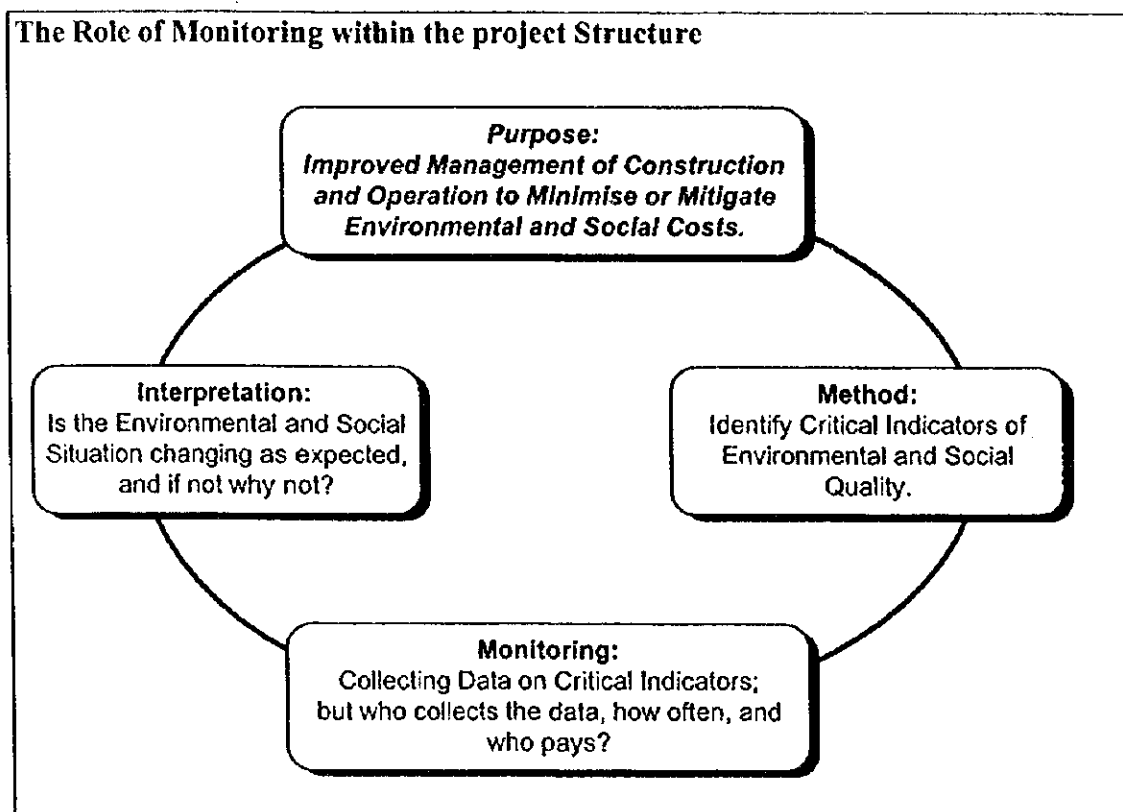 The Role of Monitoring within the project Structure
Purpose:
Improved Management of Construction
and Operation to Minimise or Mitigate
Environmental and Social Costs.
Interpretation:
Is the Environmental and Social
Situation changing as expected,
and if not why not?
Method:
Identify Critical Indicators of
Environmental and Social
Quality.
Monitoring:
Collecting Data on Critical Indicators;
but who collects the data, how often, and
who pays?